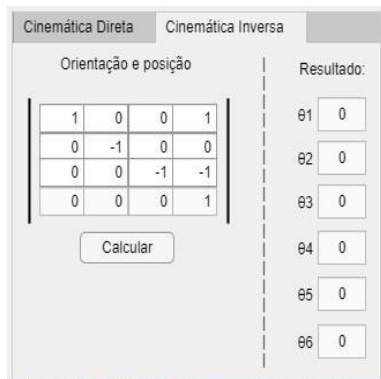 Cinemática Direta Cinemática Inversa
Orientação e posição
1 0 0 1
0 -1 0 0
0 0 -1 -1
0 0 0 1
Calcular
Resultado:
θ1 0
θ2 0
θ3 0
θ4 0
θ5 0
θ6 0